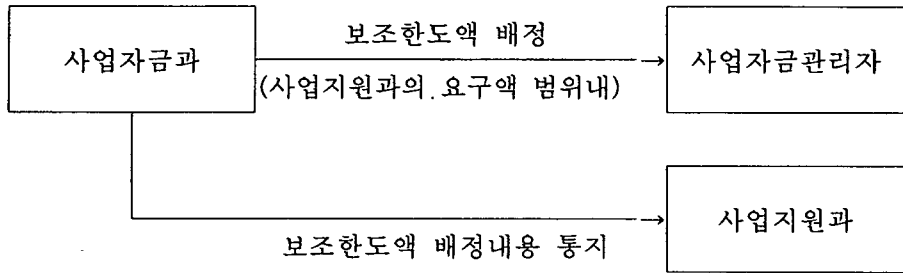 보조한도액 배정
사업자금과
사업자금관리자
(사업지원과의 요구액 범위내)
사업지원과
보조한도액 배정내용 통지